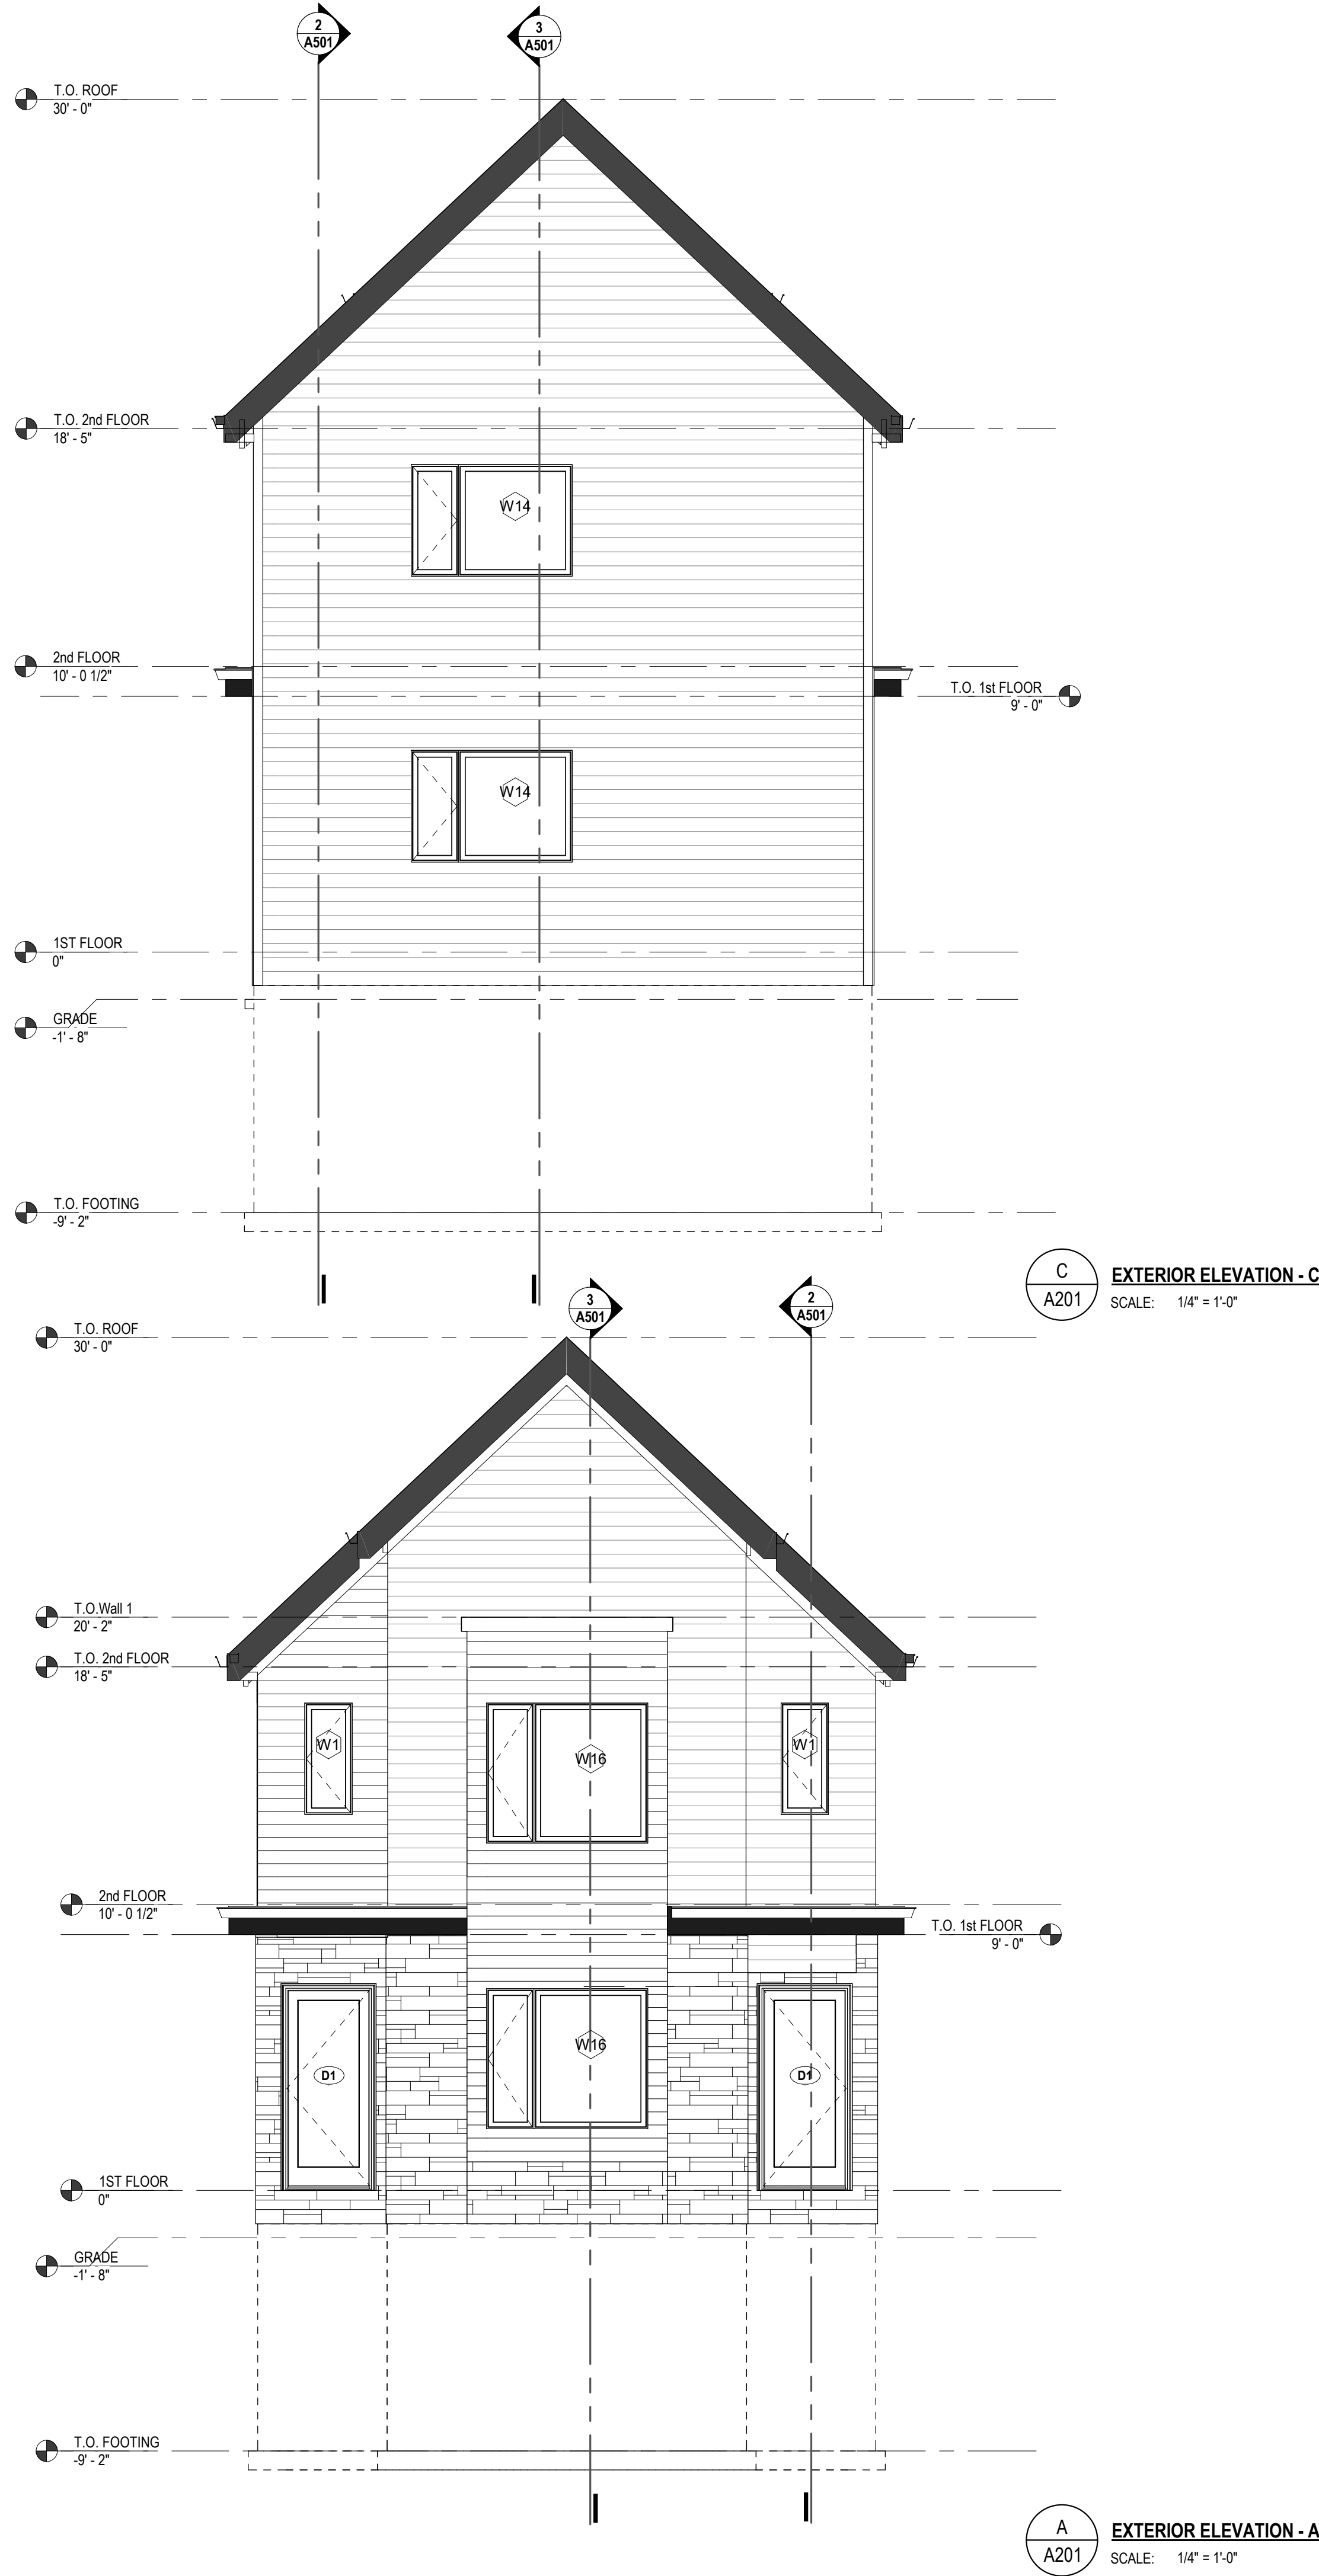 2
A501
3
A501
T.O. ROOF
30' - 0"
T.O. 2nd FLOOR
18' - 5"
W14
2nd FLOOR
10' - 0 1/2"
T.O. 1st FLOOR
9' - 0"
W14
1ST FLOOR
0"
GRADE
-1' - 8"
T.O. FOOTING
-9' - 2"
C
A201
EXTERIOR ELEVATION - C
SCALE: 1/4" = 1'-0"
3
A501
2
A501
T.O. ROOF
30' - 0"
T.O.Wall 1
20' - 2"
T.O. 2nd FLOOR
18' - 5"
W1
W16
W1
2nd FLOOR
10' - 0 1/2"
T.O. 1st FLOOR
9' - 0"
W16
D1
D1
1ST FLOOR
0"
GRADE
-1' - 8"
T.O. FOOTING
-9' - 2"
A
A201
EXTERIOR ELEVATION - A
SCALE: 1/4" = 1'-0"